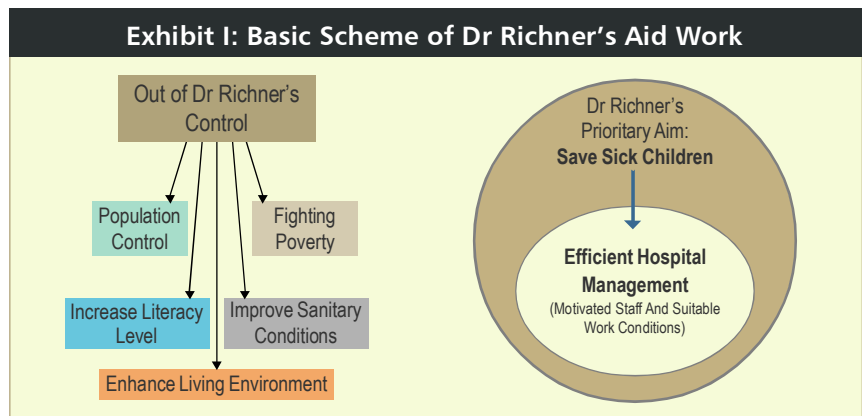 Exhibit I: Basic Scheme of Dr Richner’s Aid Work
Out of Dr Richner’s
Control
Population
Control
Fighting
Poverty
Increase Literacy
Level
Improve Sanitary
Conditions
Enhance Living Environment
Dr Richner’s
Prioritary Aim:
Save Sick Children
Efficient Hospital
Management
(Motivated Staff And Suitable
Work Conditions)